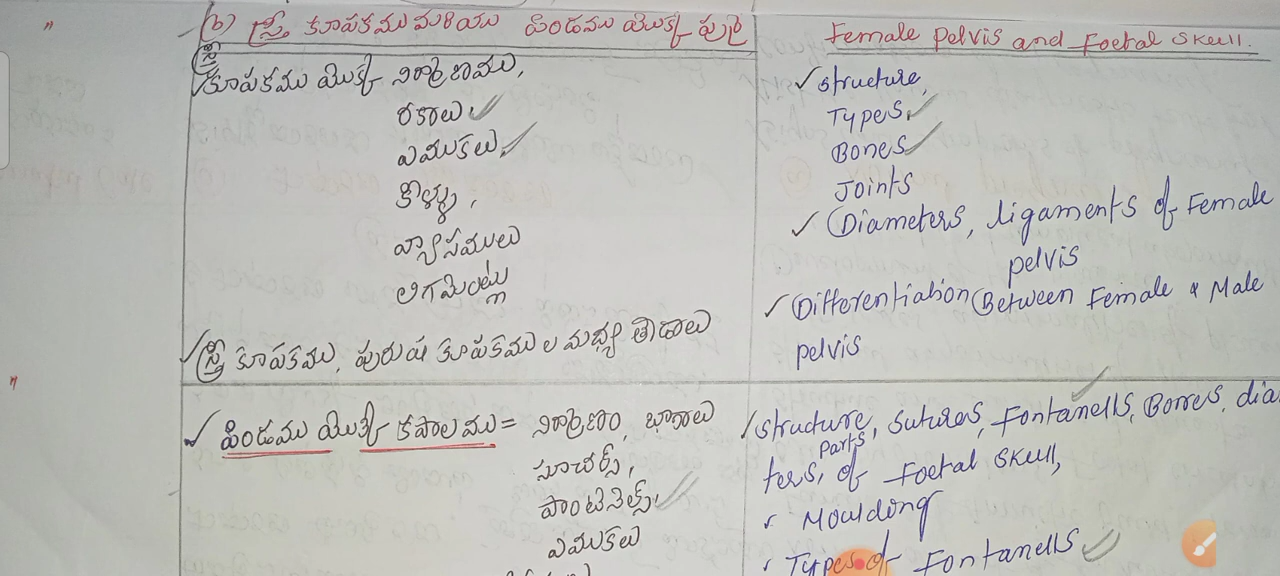 (b) స్త్రీ కూపకము మరియు పిండము యొక్క పుర్రె
Female Pelvis and Foetal Skull.
స్త్రీ
కూపకము యొక్క నిర్మాణము,
రకాలు
ఎముకలు,
కీళ్ళు,
వ్యాసములు
లిగమెంట్లు
స్త్రీ కూపకము, పురుష కూపకముల మధ్య తేడాలు
structure,
Types,
Bones
Joints
Diameters, ligaments of Female
pelvis
Differentiation Between Female & Male
pelvis
పిండము యొక్క కపాలము = నిర్మాణం, భాగాలు
సూచర్స్,
ఫాంటెనెల్స్,
ఎముకలు
structure, Sutures, Fontanells, Bones, dia
parts
ters, of Foetal Skull,
Moulding
Types of Fontanells